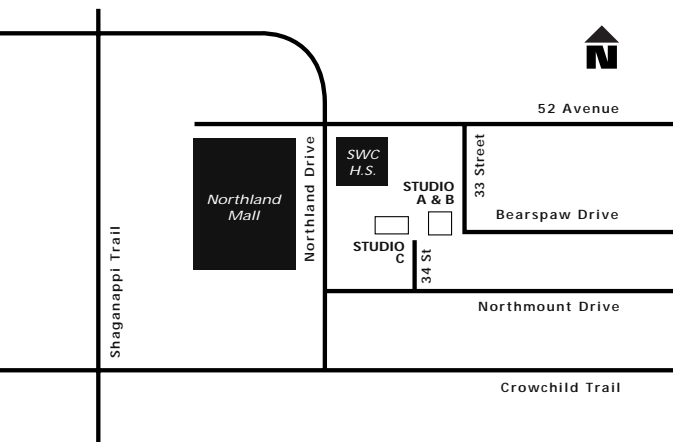 N
52 Avenue
SWC
H.S.
33 Street
Northland Drive
STUDIO
A & B
Northland
Mall
Bearspaw Drive
STUDIO
C
34 St
Shaganappi Trail
Northmount Drive
Crowchild Trail